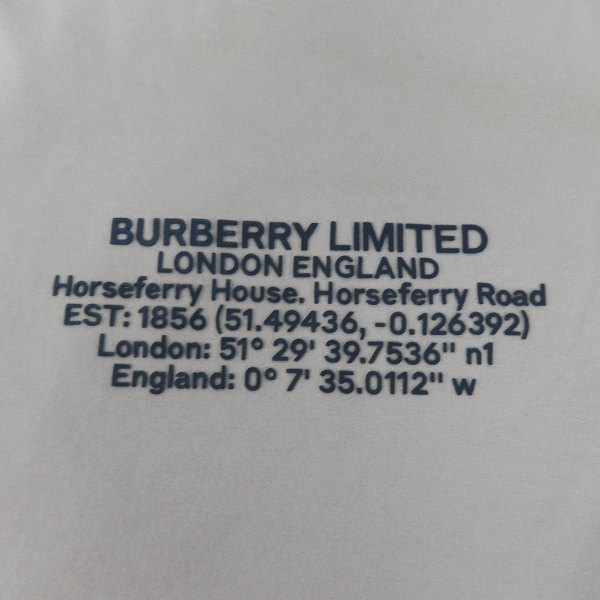 BURBERRY LIMITED
LONDON ENGLAND
Horseferry House. Horseferry Road
EST: 1856 (51.49436, -0.126392)
London: 51° 29' 39.7536" n1
England: 0° 7' 35.0112" w